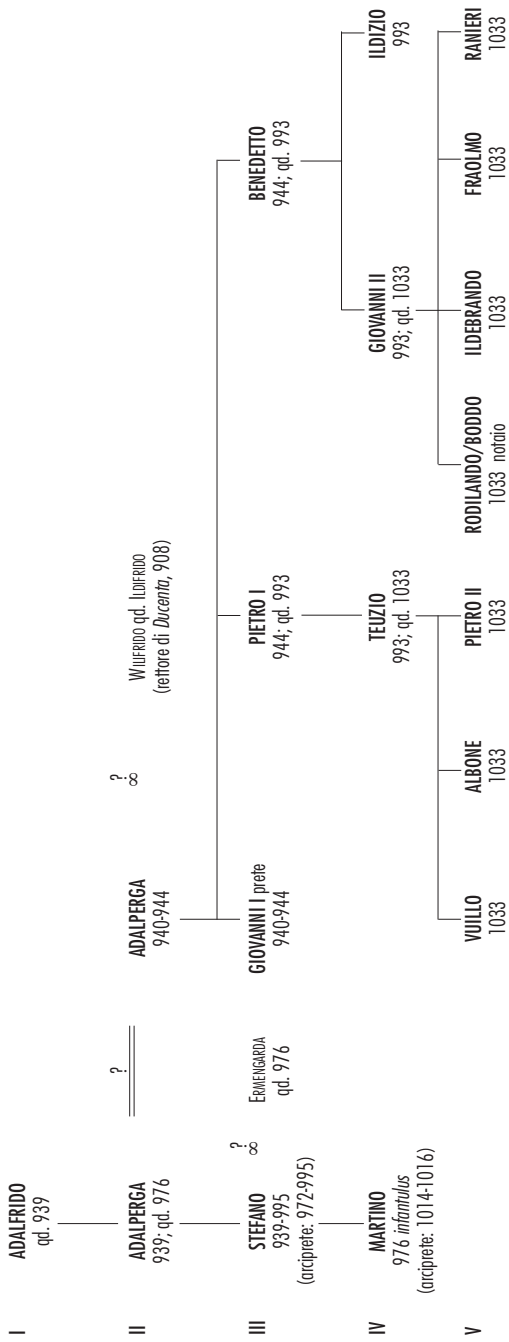 I
ADALFRIDO
qd. 939
II
ADALPERGA
939; qd. 976
?
ADALPERGA
940-944
?
∞
WILIFRIDO qd. ILDIFRIDO
(rettore di Ducenta, 908)
III
STEFANO
939-995
(arciprete: 972-995)
?
∞
ERMENGARDA
qd. 976
GIOVANNI I prete
940-944
PIETRO I
944; qd. 993
BENEDETTO
944; qd. 993
IV
MARTINO
976 infantulus
(arciprete: 1014-1016)
TEUZIO
993; qd. 1033
GIOVANNI II
993; qd. 1033
ILDIZIO
993
V
VUILLO
1033
ALBONE
1033
PIETRO II
1033
RODILANDO/BODDO
1033 notaio
ILDEBRANDO
1033
FRAOLMO
1033
RANIERI
1033